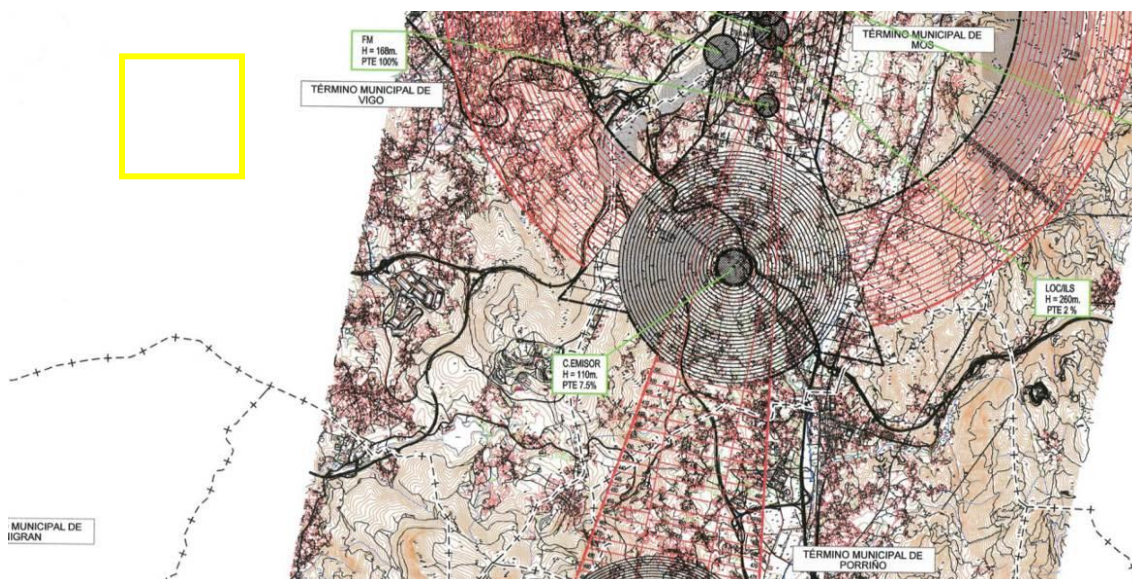 FM
H = 168m.
PTE 100%
TÉRMINO MUNICIPAL DE
MOS
TÉRMINO MUNICIPAL DE
VIGO
LOC/ILS
H = 260m.
PTE 2 %
C.EMISOR
H = 110m.
PTE 7.5%
MUNICIPAL DE
NIGRAN
TÉRMINO MUNICIPAL DE
PORRIÑO